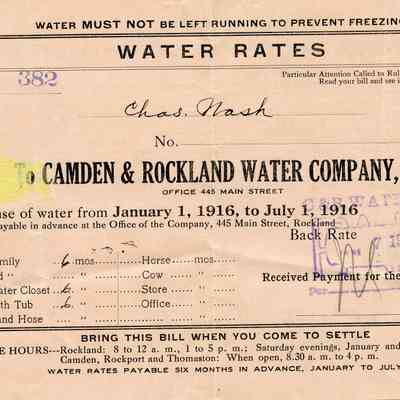 WATER MUST NOT BE LEFT RUNNING TO PREVENT FREEZING
WATER RATES
382
Particular Attention Called to Rul
Read your bill and see i
Chas. Nash
No.
To CAMDEN & ROCKLAND WATER COMPANY,
OFFICE 445 MAIN STREET
use of water from January 1, 1916, to July 1, 1916
ayable in advance at the Office of the Company, 445 Main Street, Rockland
Back Rate
amily 6 mos. Horse mos.
" Cow "
ater Closet 6 " Store "
th Tub 6 " Office "
nd Hose "
Received Payment for the
Per
BRING THIS BILL WHEN YOU COME TO SETTLE
E HOURS—Rockland: 8 to 12 a. m., 1 to 5 p. m.; Saturday evenings, January and
Camden, Rockport and Thomaston: When open, 8.30 a. m. to 4 p. m.
WATER RATES PAYABLE SIX MONTHS IN ADVANCE, JANUARY TO JULY